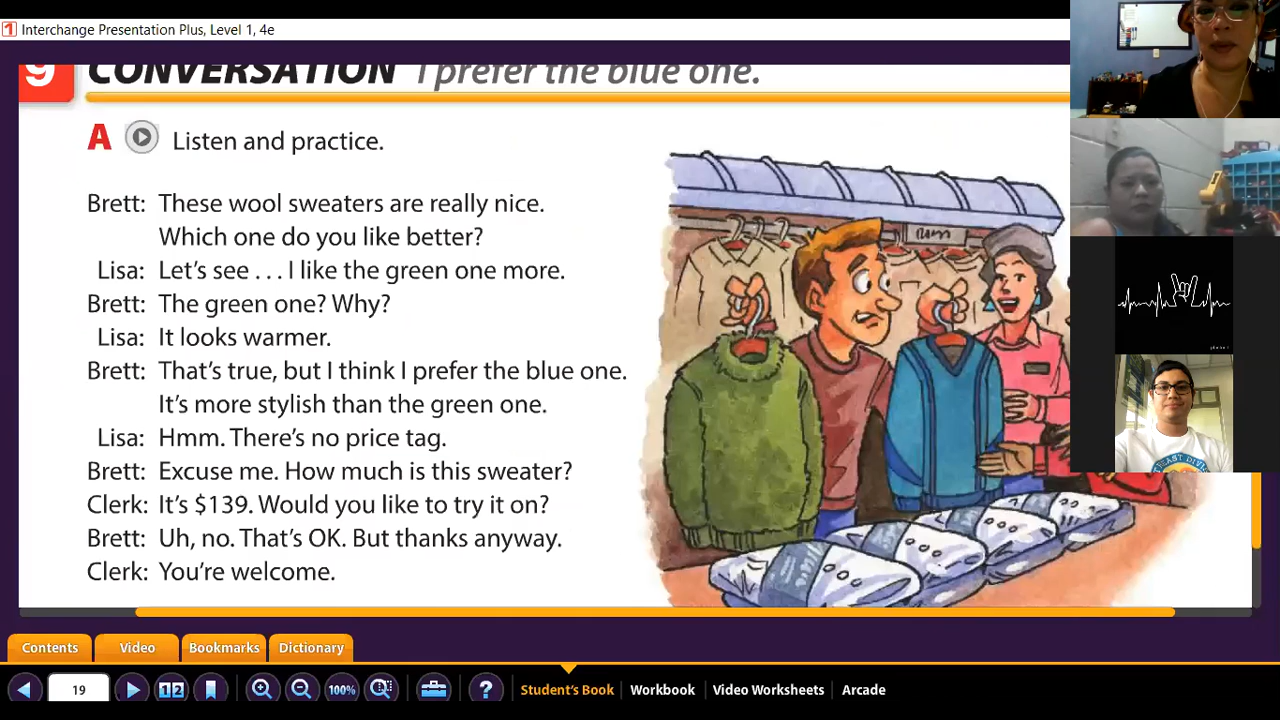 Interchange Presentation Plus, Level 1, 4e
9 CONVERSATION I prefer the blue one.
A Listen and practice.
Brett: These wool sweaters are really nice.
Which one do you like better?
Lisa: Let's see . . . I like the green one more.
Brett: The green one? Why?
Lisa: It looks warmer.
Brett: That's true, but I think I prefer the blue one.
It's more stylish than the green one.
Lisa: Hmm. There's no price tag.
Brett: Excuse me. How much is this sweater?
Clerk: It's $139. Would you like to try it on?
Brett: Uh, no. That's OK. But thanks anyway.
Clerk: You're welcome.
Contents Video Bookmarks Dictionary
19 1 2 100% ? Student's Book Workbook Video Worksheets Arcade